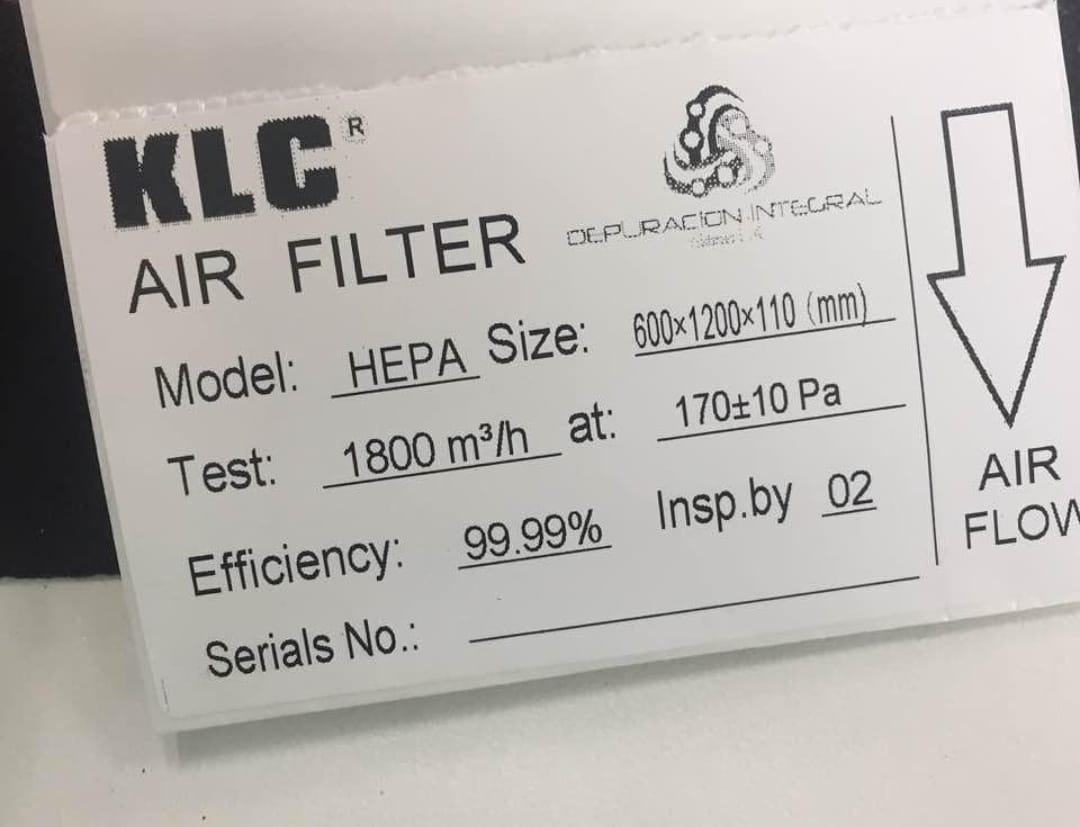 KLC®
DEPURACION INTEGRAL
AIR FILTER
Model: HEPA Size: 600×1200×110 (mm)
Test: 1800 m³/h at: 170±10 Pa
Efficiency: 99.99% Insp.by 02
Serials No.:
AIR
FLOW